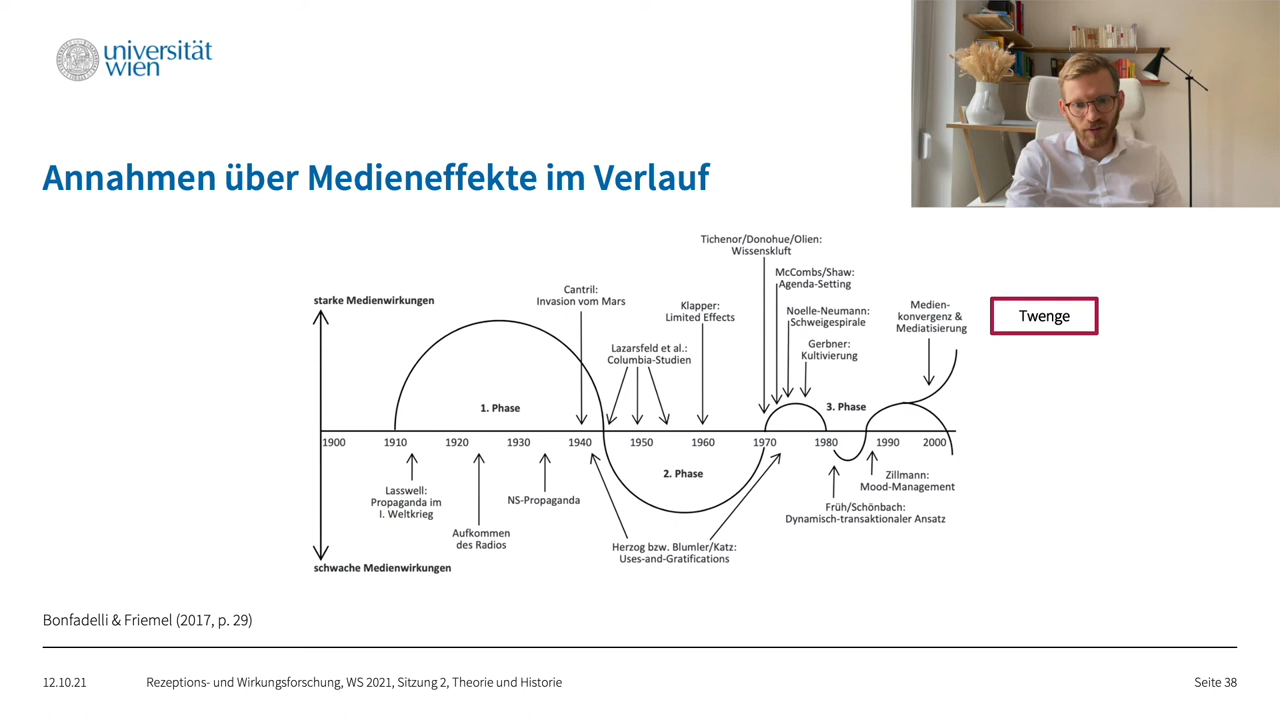 universität
wien
Annahmen über Medieneffekte im Verlauf
Tichenor/Donohue/Olien:
Wissenskluft
McCombs/Shaw:
Agenda-Setting
Cantril:
Invasion vom Mars
starke Medienwirkungen
Klapper:
Limited Effects
Noelle-Neumann:
Schweigespirale
Medien-
konvergenz &
Mediatisierung
Twenge
Lazarsfeld et al.:
Columbia-Studien
Gerbner:
Kultivierung
1. Phase
3. Phase
1900 1910 1920 1930 1940 1950 1960 1970 1980 1990 2000
2. Phase
Lasswell:
Propaganda im
I. Weltkrieg
NS-Propaganda
Zillmann:
Mood-Management
Früh/Schönbach:
Dynamisch-transaktionaler Ansatz
Aufkommen
des Radios
Herzog bzw. Blumler/Katz:
Uses-and-Gratifications
schwache Medienwirkungen
Bonfadelli & Friemel (2017, p. 29)
12.10.21 Rezeptions- und Wirkungsforschung, WS 2021, Sitzung 2, Theorie und Historie Seite 38